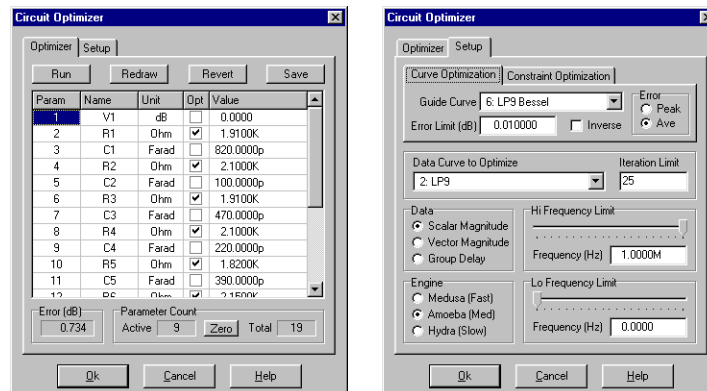 Circuit Optimizer
Optimizer Setup
Run Redraw Revert Save
Param Name Unit Opt Value
1 V1 dB 0.0000
2 R1 Ohm 1.9100K
3 C1 Farad 820.0000p
4 R2 Ohm 2.1000K
5 C2 Farad 100.0000p
6 R3 Ohm 1.9100K
7 C3 Farad 470.0000p
8 R4 Ohm 2.1000K
9 C4 Farad 220.0000p
10 R5 Ohm 1.8200K
11 C5 Farad 390.0000p
12 R6 Ohm 2.1500K
Error (dB)
0.734
Parameter Count
Active 9 Zero Total 19
Ok Cancel Help
Circuit Optimizer
Optimizer Setup
Curve Optimization Constraint Optimization
Guide Curve 6: LP9 Bessel
Error Limit (dB) 0.010000 Inverse
Error
Peak
Ave
Data Curve to Optimize
2: LP9
Iteration Limit
25
Data
Scalar Magnitude
Vector Magnitude
Group Delay
Hi Frequency Limit
Frequency (Hz) 1.0000M
Engine
Medusa (Fast)
Amoeba (Med)
Hydra (Slow)
Lo Frequency Limit
Frequency (Hz) 0.0000
Ok Cancel Help